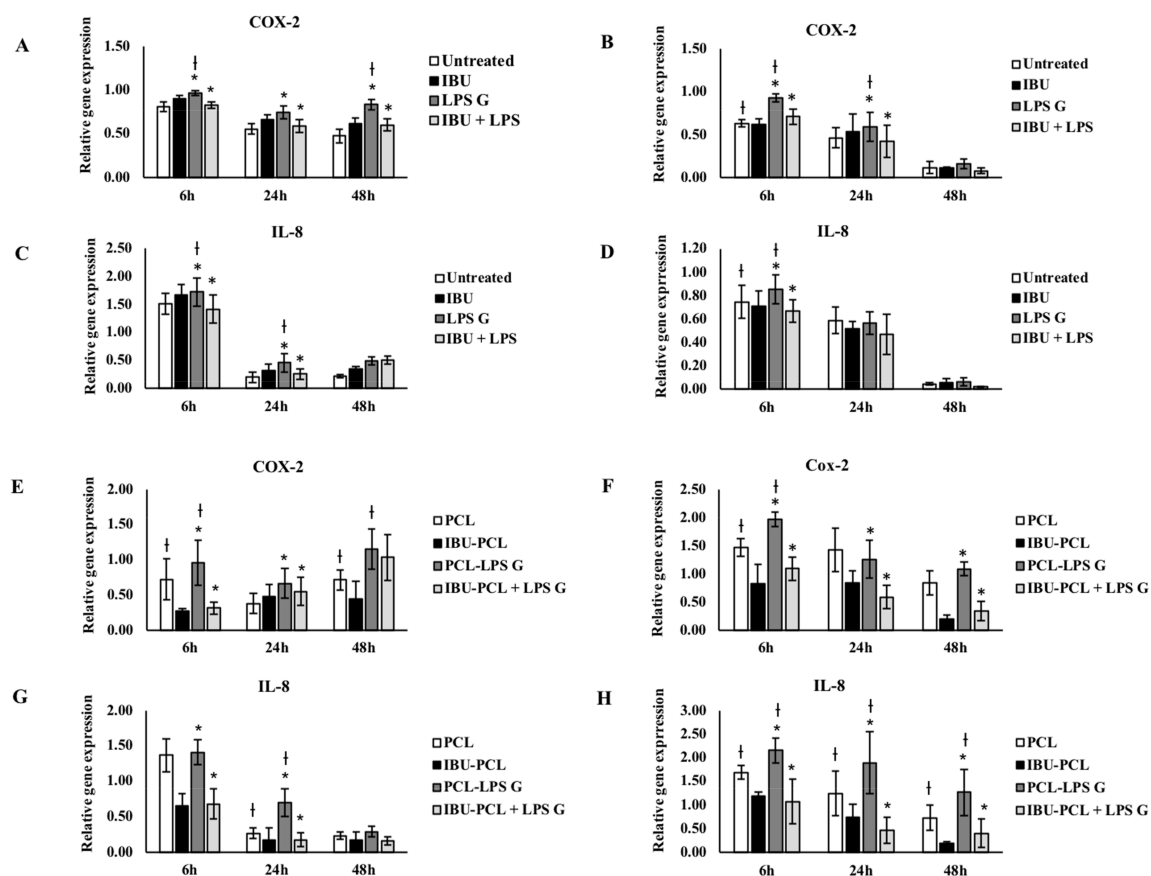 A
COX-2
Relative gene expression
1.50
1.00
0.50
0.00
ƚ
*
*
*
*
ƚ
*
*
6h
24h
48h
Untreated
IBU
LPS G
IBU + LPS
B
COX-2
Relative gene expression
1.50
1.00
0.50
0.00
ƚ
ƚ
*
*
ƚ
*
*
6h
24h
48h
Untreated
IBU
LPS G
IBU + LPS
C
IL-8
Relative gene expression
2.50
2.00
1.50
1.00
0.50
0.00
ƚ
*
*
ƚ
*
*
6h
24h
48h
Untreated
IBU
LPS G
IBU + LPS
D
IL-8
Relative gene exprression
1.20
1.00
0.80
0.60
0.40
0.20
0.00
ƚ
ƚ
*
*
6h
24h
48h
Untreated
IBU
LPS G
IBU + LPS
E
COX-2
Relative gene expression
2.00
1.50
1.00
0.50
0.00
ƚ
ƚ
*
*
*
*
ƚ
ƚ
6h
24h
48h
PCL
IBU-PCL
PCL-LPS G
IBU-PCL + LPS G
F
Cox-2
Relative gene expression
2.50
2.00
1.50
1.00
0.50
0.00
ƚ
ƚ
*
*
*
*
*
*
6h
24h
48h
PCL
IBU-PCL
PCL-LPS G
IBU-PCL + LPS G
G
IL-8
Relative gene expression
2.00
1.50
1.00
0.50
0.00
*
*
ƚ
ƚ
*
*
6h
24h
48h
PCL
IBU-PCL
PCL-LPS G
IBU-PCL + LPS G
H
IL-8
Relative gene expression
3.00
2.50
2.00
1.50
1.00
0.50
0.00
ƚ
ƚ
*
*
ƚ
ƚ
*
*
ƚ
ƚ
*
*
6h
24h
48h
PCL
IBU-PCL
PCL-LPS G
IBU-PCL + LPS G